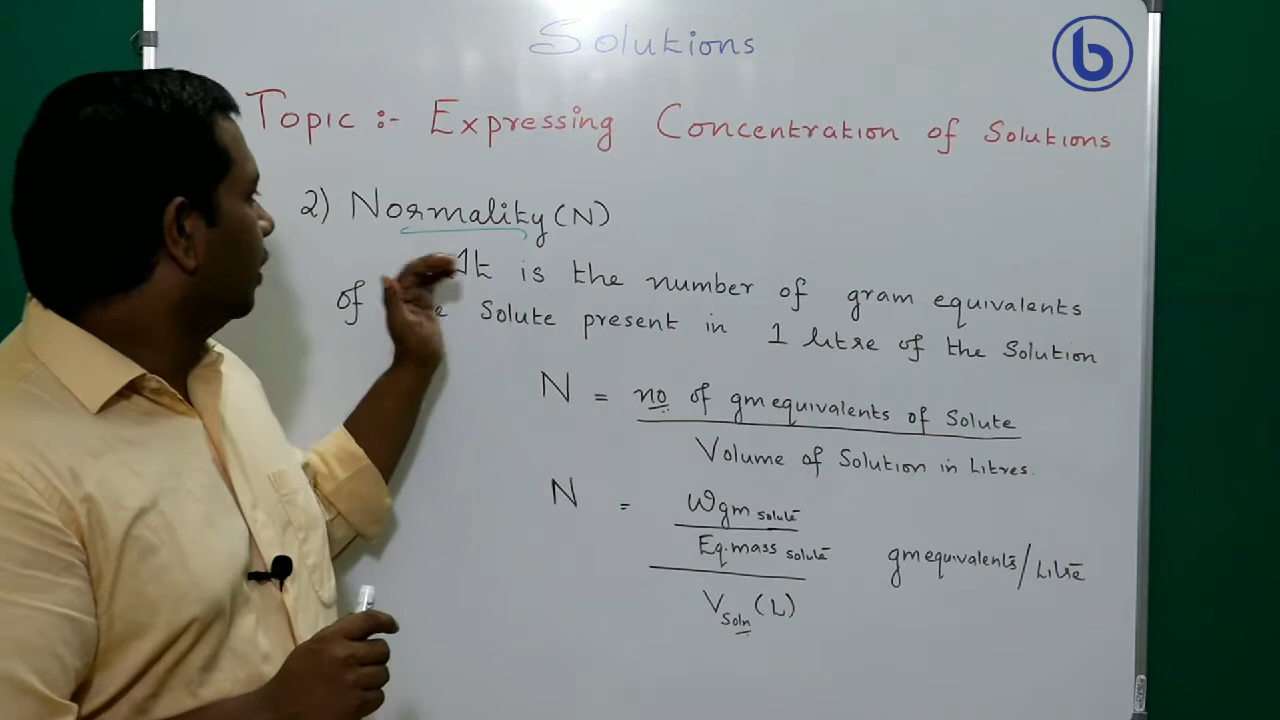 Solutions
b
Topic :- Expressing Concentration of Solutions
2) Normality (N)
It is the number of gram equivalents
of Solute present in 1 litre of the Solution
N = no of gm equivalents of Solute
Volume of Solution in Litres.
N = Wgm solute
Eq.mass solute
gm equivalents/Litre
V Soln (L)